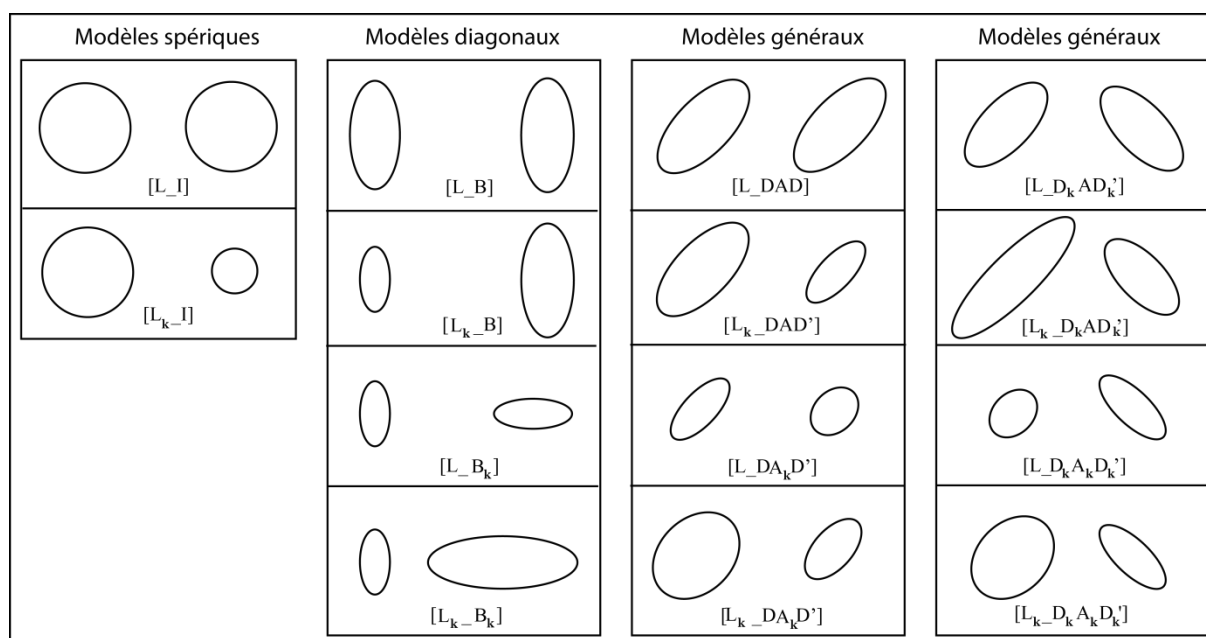 Modèles spériques
[L_I]
[Lk_I]
Modèles diagonaux
[L_B]
[Lk_B]
[L_Bk]
[Lk_Bk]
Modèles généraux
[L_DAD]
[Lk_DAD’]
[L_DAkD’]
[Lk_DAkD’]
Modèles généraux
[L_DkADk’]
[Lk_DkADk’]
[L_DkAkDk’]
[Lk_DkAkDk’]